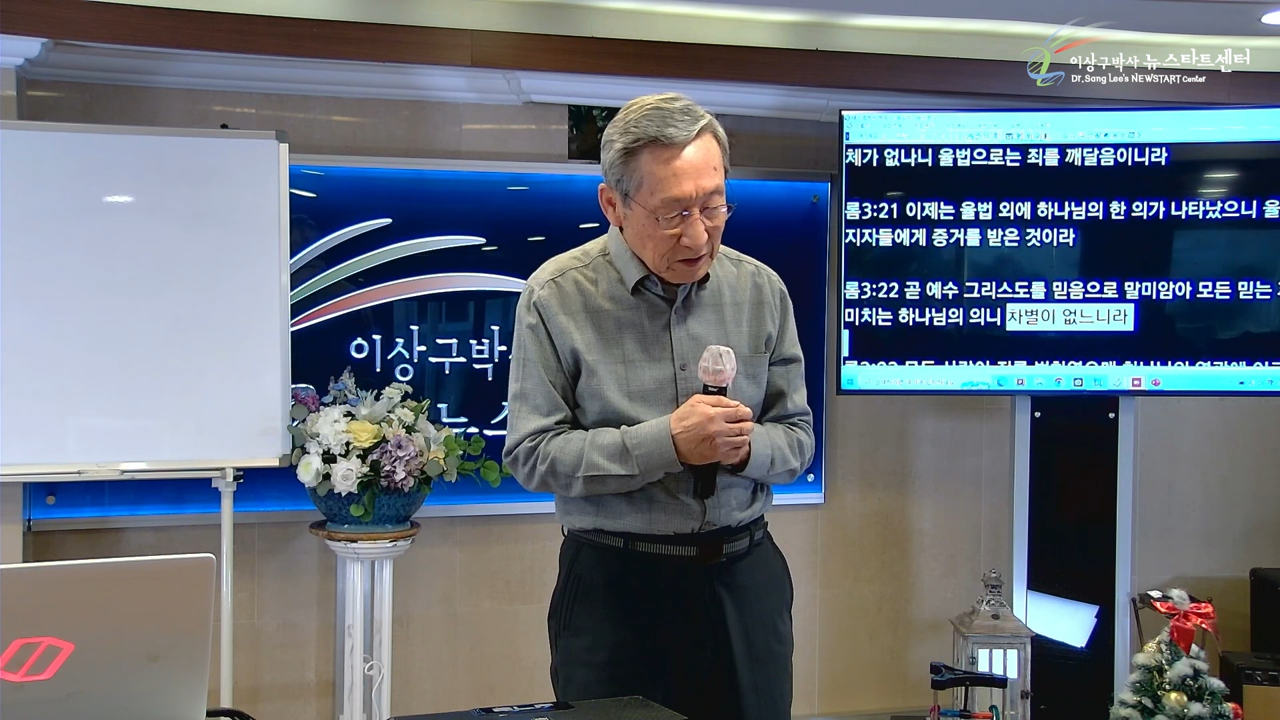 이상구박사 뉴스타트센터
Dr. Sang Lee's NEWSTART Center
체가 없나니 율법으로는 죄를 깨달음이니라
롬3:21 이제는 율법 외에 하나님의 한 의가 나타났으니 율
지자들에게 증거를 받은 것이라
롬3:22 곧 예수 그리스도를 믿음으로 말미암아 모든 믿는
미치는 하나님의 의니 차별이 없느니라
이상구박
뉴스